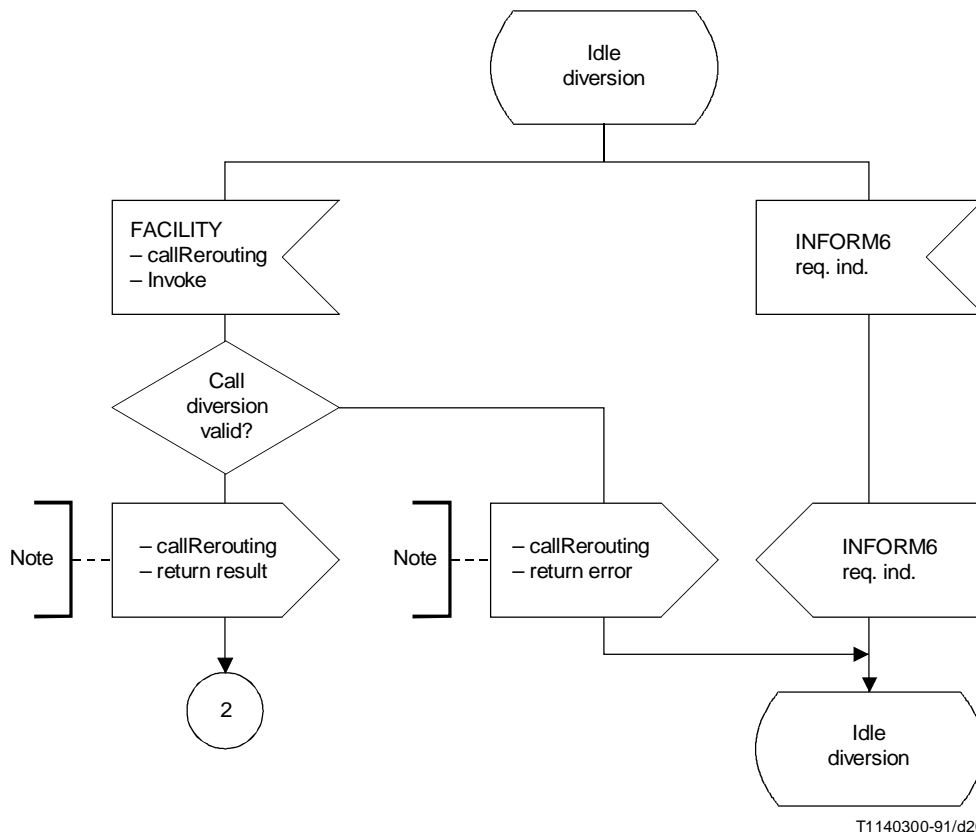 Idle
diversion
FACILITY
– callRerouting
– Invoke
INFORM6
req. ind.
Call
diversion
valid?
Note
– callRerouting
– return result
Note
– callRerouting
– return error
INFORM6
req. ind.
2
Idle
diversion